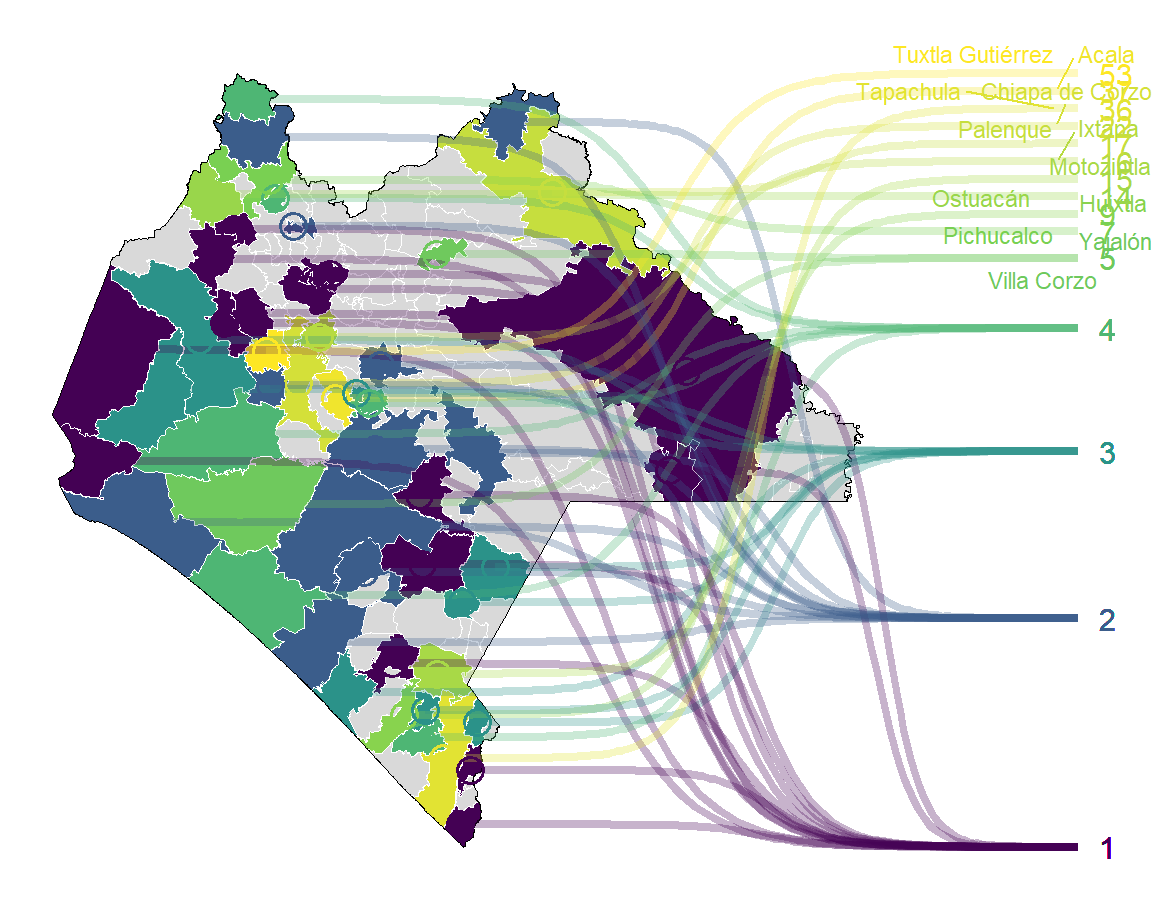 Tuxtla Gutiérrez Acala
53
Tapachula Chiapa de Corzo
36
Palenque Ixtapa
17
Motozintla
15
14
Ostuacán Huixtla
9
7
Pichucalco Yajalón
5
Villa Corzo
4
3
2
1